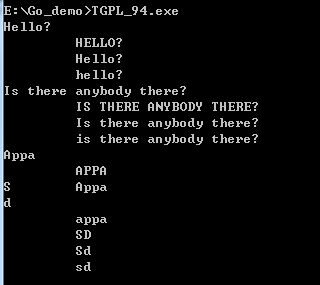 E:\Go_demo>TGPL_94.exe
Hello?
HELLO?
Hello?
hello?
Is there anybody there?
IS THERE ANYBODY THERE?
Is there anybody there?
is there anybody there?
Appa
APPA
S Appa
d
appa
SD
Sd
sd